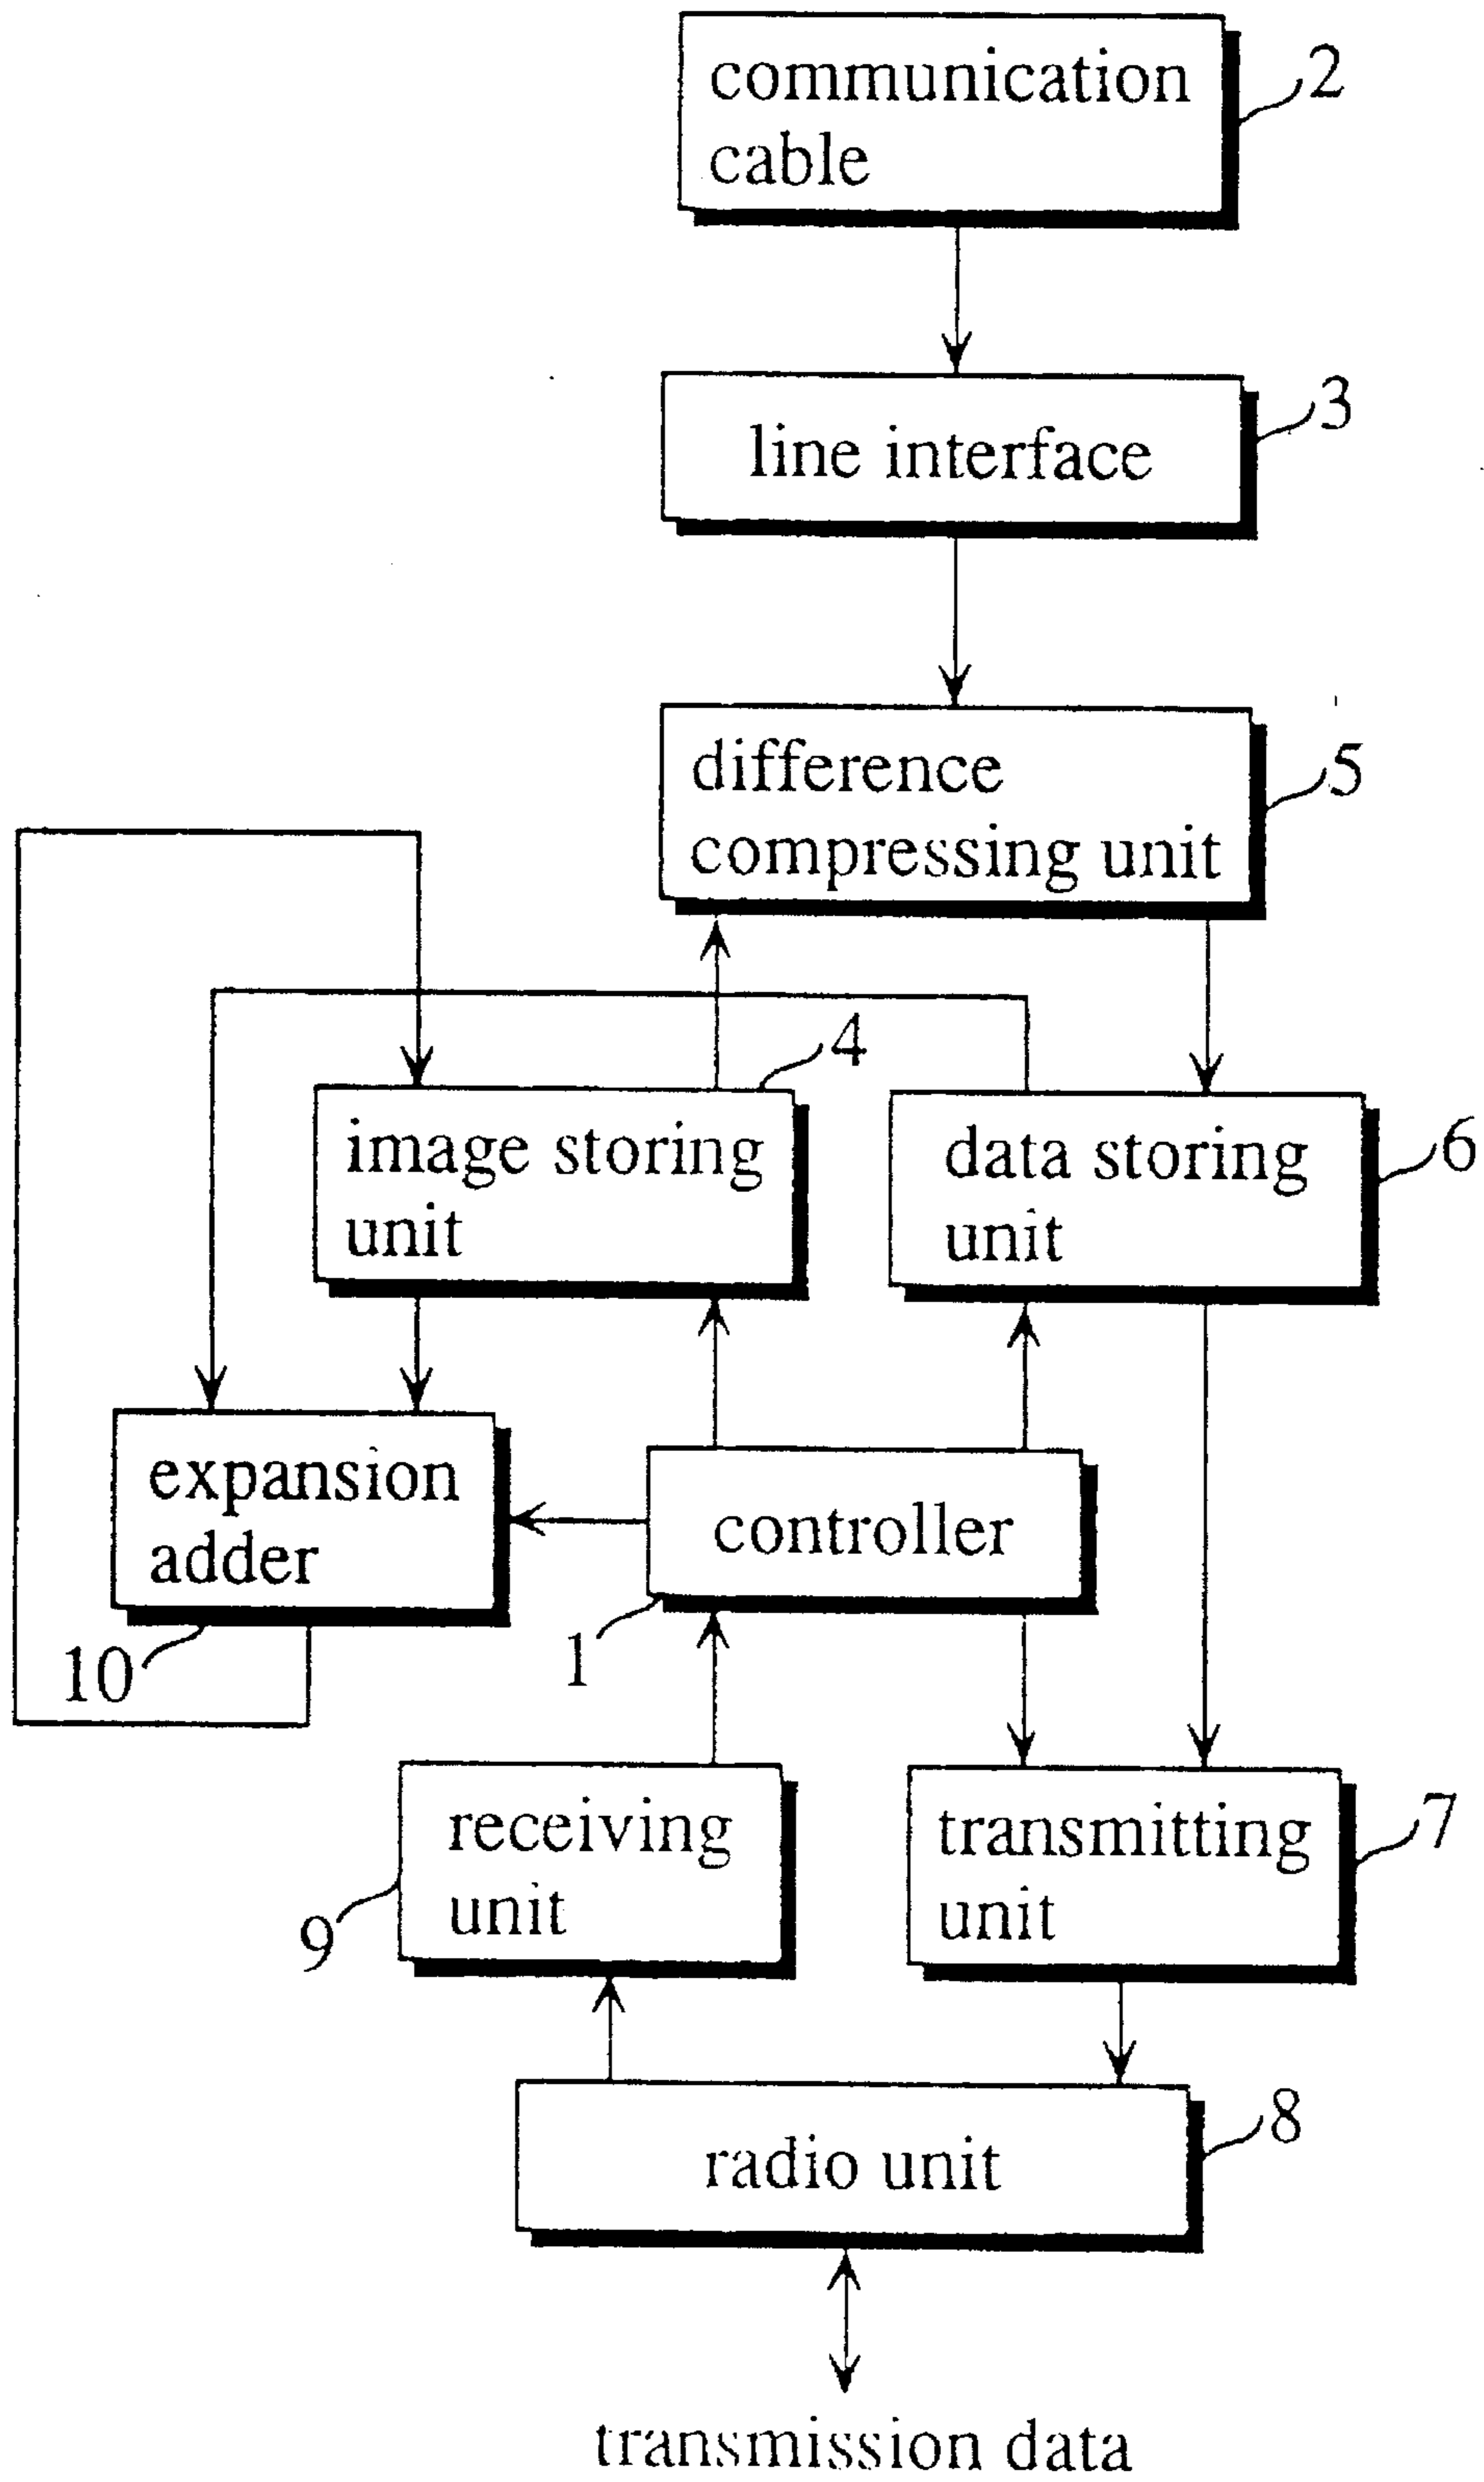 communication
cable
2
line interface
3
difference
compressing unit
5
4
image storing
unit
data storing
unit
6
expansion
adder
10
controller
1
receiving
unit
9
transmitting
unit
7
radio unit
8
transmission data